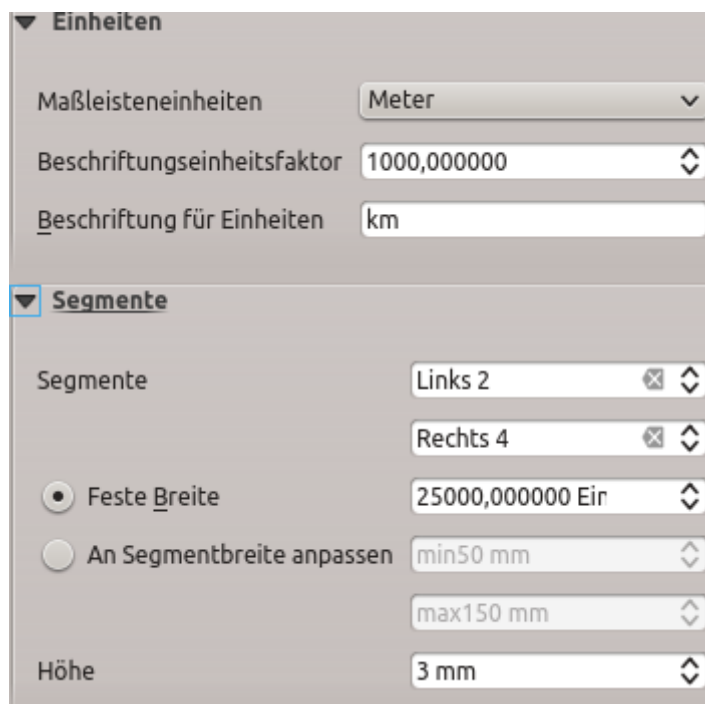 Einheiten
Maßleisteneinheiten Meter
Beschriftungseinheitsfaktor 1000,000000
Beschriftung für Einheiten km
Segmente
Segmente Links 2
Rechts 4
Feste Breite 25000,000000 Ein
An Segmentbreite anpassen min50 mm
max150 mm
Höhe 3 mm